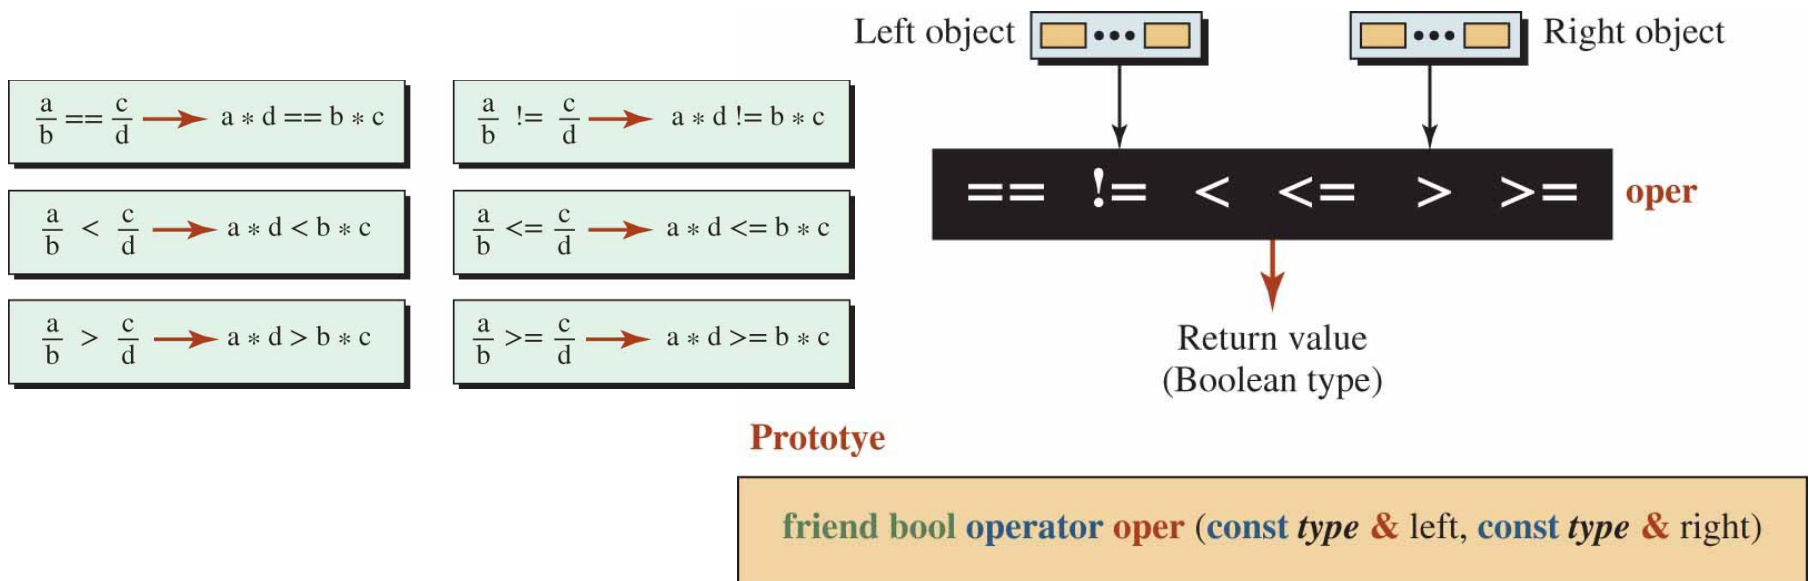 Left object
Right object
a/b == c/d → a * d == b * c
a/b != c/d → a * d != b * c
a/b < c/d → a * d < b * c
a/b <= c/d → a * d <= b * c
a/b > c/d → a * d > b * c
a/b >= c/d → a * d >= b * c
== != < <= > >=
oper
Return value
(Boolean type)
Prototye
friend bool operator oper (const type & left, const type & right)